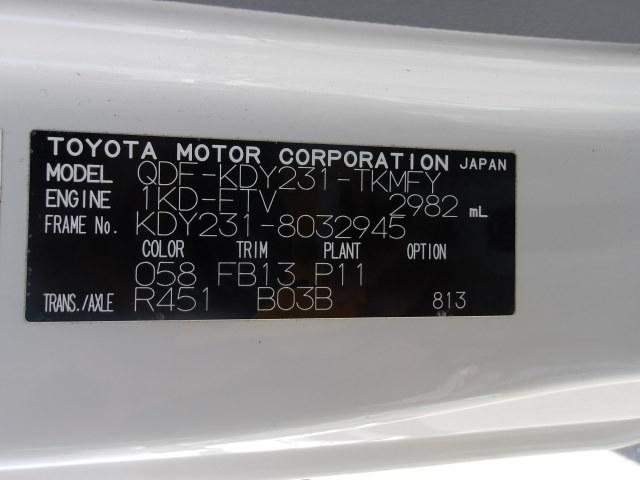 TOYOTA MOTOR CORPORATION JAPAN
MODEL QDF-KDY231-TKMFY
ENGINE 1KD-FTV 2982 mL
FRAME No. KDY231-8032945
COLOR TRIM PLANT OPTION
058 FB13 P11
TRANS./AXLE R451 B03B 813